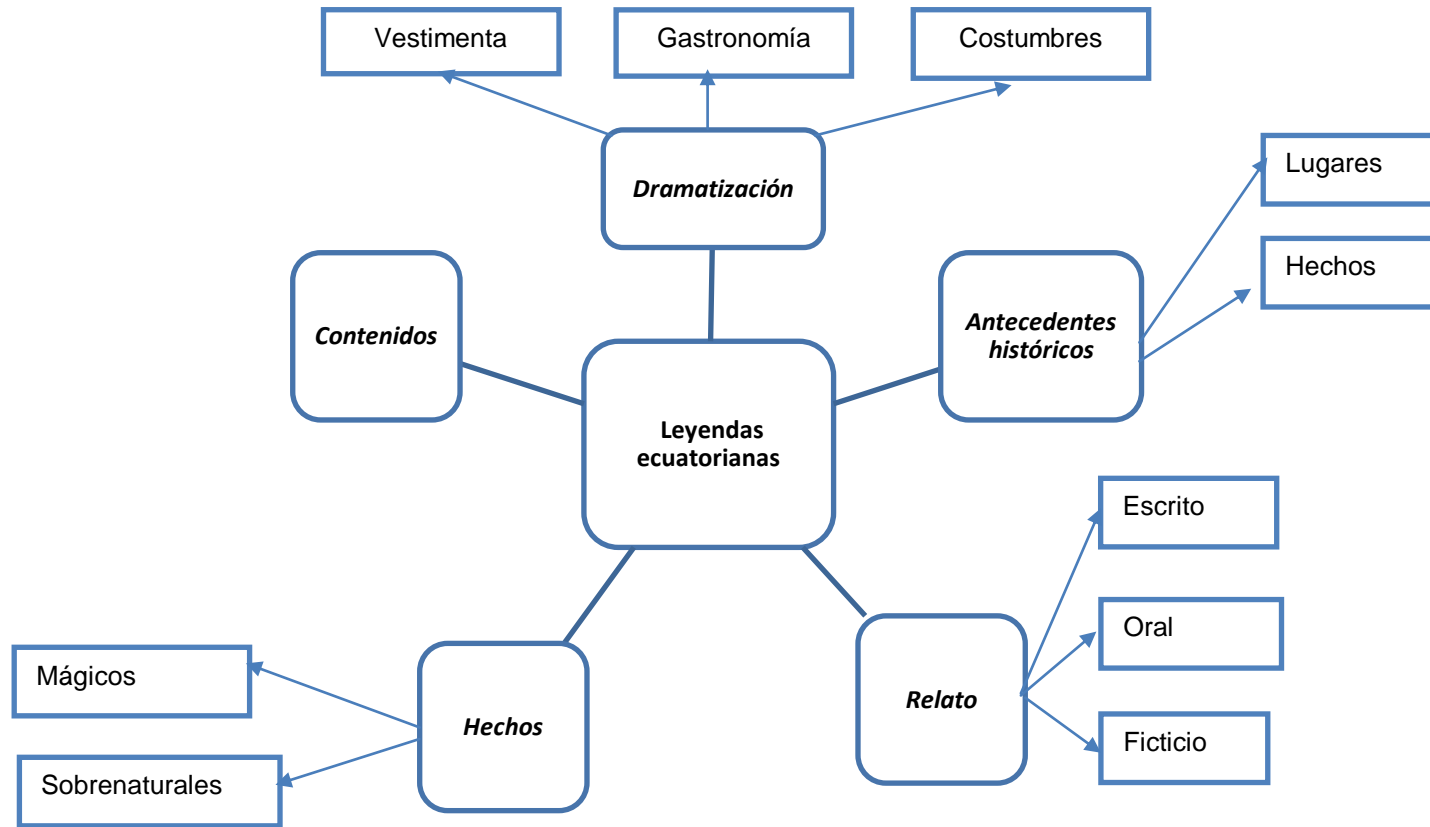 Vestimenta
Gastronomía
Costumbres
Dramatización
Lugares
Hechos
Contenidos
Antecedentes
históricos
Leyendas
ecuatorianas
Escrito
Oral
Ficticio
Relato
Mágicos
Sobrenaturales
Hechos